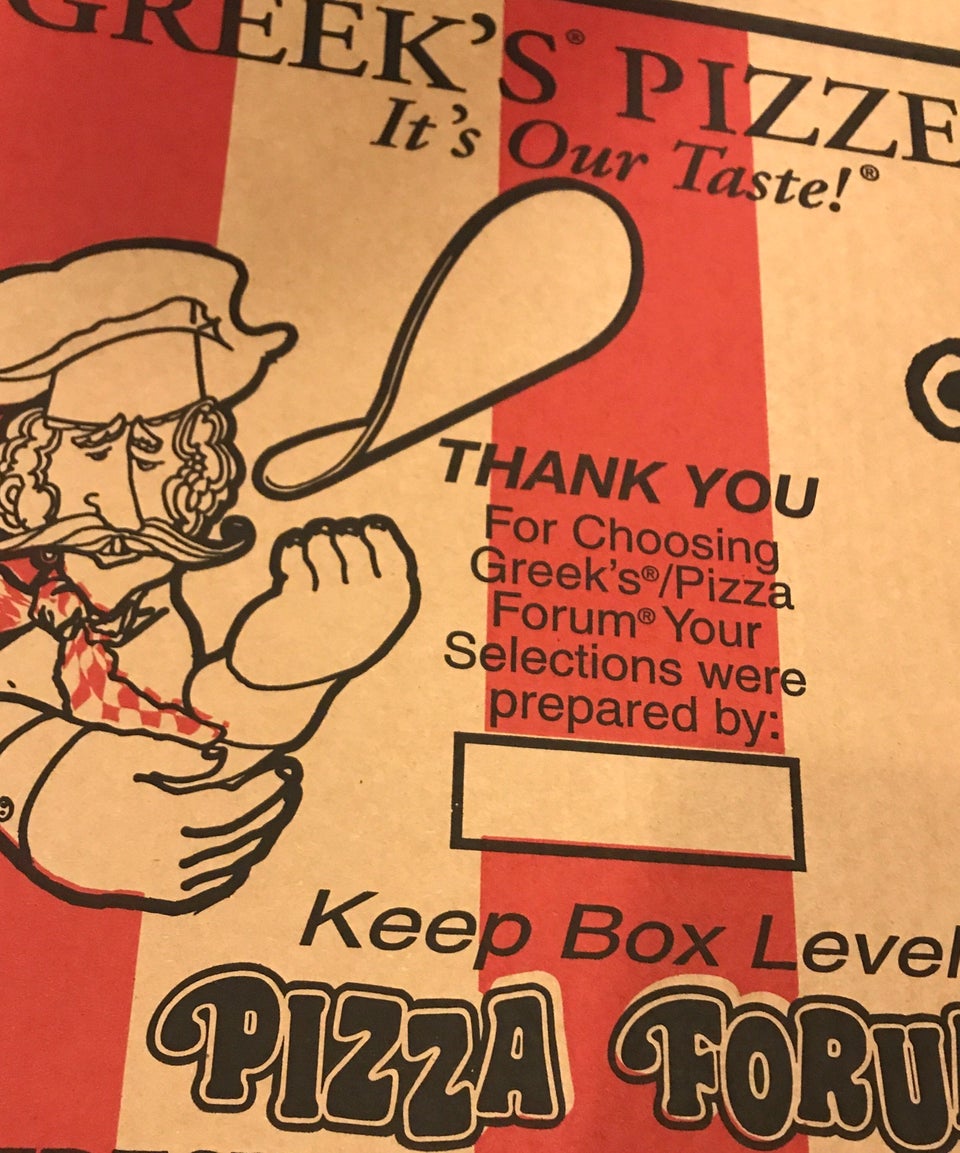 GREEK'S® PIZZE
It's Our Taste!®
THANK YOU
For Choosing
Greek's®/Pizza
Forum® Your
Selections were
prepared by:
Keep Box Level
PIZZA FORU